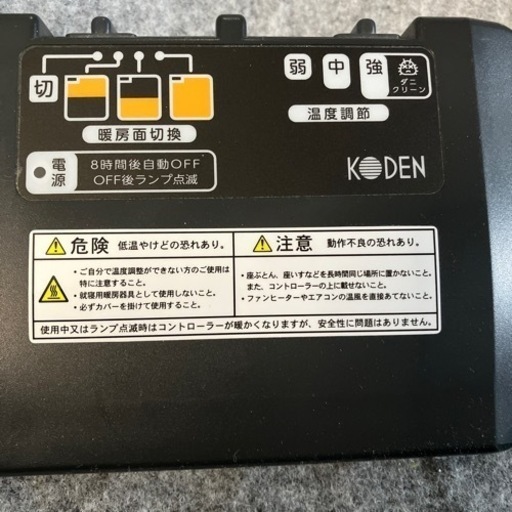 切
暖房面切換
電源
8時間後自動OFF
OFF後ランプ点滅
弱 中 強
ダニ
クリーン
温度調節
KODEN
危険 低温やけどの恐れあり。
・ご自分で温度調整ができない方のご使用は
特に注意すること。
・就寝用暖房器具として使用しないこと。
・必ずカバーを掛けて使用すること。
注意 動作不良の恐れあり。
・座ぶとん、座いすなどを長時間同じ場所に置かないこと。
また、コントローラーの上に載せないこと。
・ファンヒーターやエアコンの温風を直接あてないこと。
使用中又はランプ点滅時はコントローラーが暖かくなりますが、安全性に問題はありません。